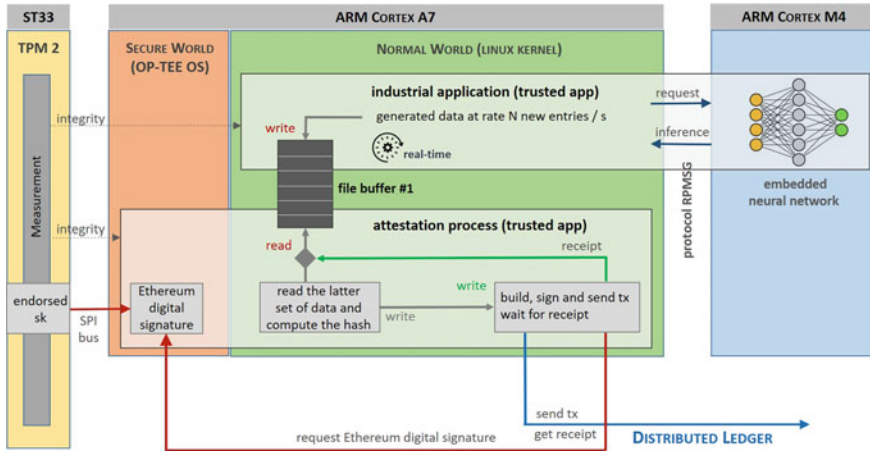 ST33
ARM CORTEX A7
ARM CORTEX M4
TPM 2
SECURE WORLD
(OP-TEE OS)
NORMAL WORLD (LINUX KERNEL)
industrial application (trusted app)
request
integrity
write
generated data at rate N new entries / s
inference
real-time
file buffer #1
embedded
neural network
Measurement
protocol RPMSG
attestation process (trusted app)
integrity
read
receipt
endorsed
sk
SPI
bus
Ethereum
digital
signature
read the latter
set of data and
compute the hash
write
write
build, sign and send tx
wait for receipt
send tx
get receipt
request Ethereum digital signature
DISTRIBUTED LEDGER